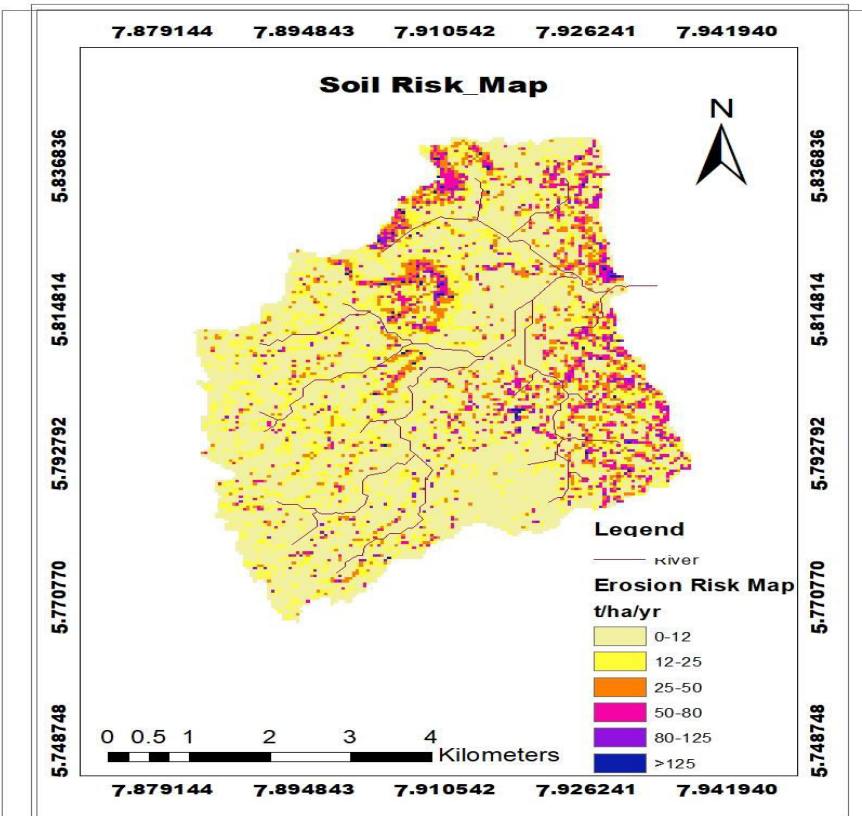 7.879144 7.894843 7.910542 7.926241 7.941940
Soil Risk_Map
N
5.836836
5.814814
5.792792
5.770770
5.748748
5.836836
5.814814
5.792792
5.770770
5.748748
Legend
River
Erosion Risk Map
t/ha/yr
0-12
12-25
25-50
50-80
80-125
>125
0 0.5 1 2 3 4
Kilometers
7.879144 7.894843 7.910542 7.926241 7.941940